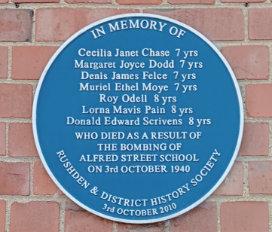 IN MEMORY OF
Cecilia Janet Chase 7 yrs
Margaret Joyce Dodd 7 yrs
Denis James Felce 7 yrs
Muriel Ethel Moye 7 yrs
Roy Odell 8 yrs
Lorna Mavis Pain 8 yrs
Donald Edward Scrivens 8 yrs
WHO DIED AS A RESULT OF
THE BOMBING OF
ALFRED STREET SCHOOL
ON 3RD OCTOBER 1940
RUSHDEN & DISTRICT HISTORY SOCIETY
3rd OCTOBER 2010